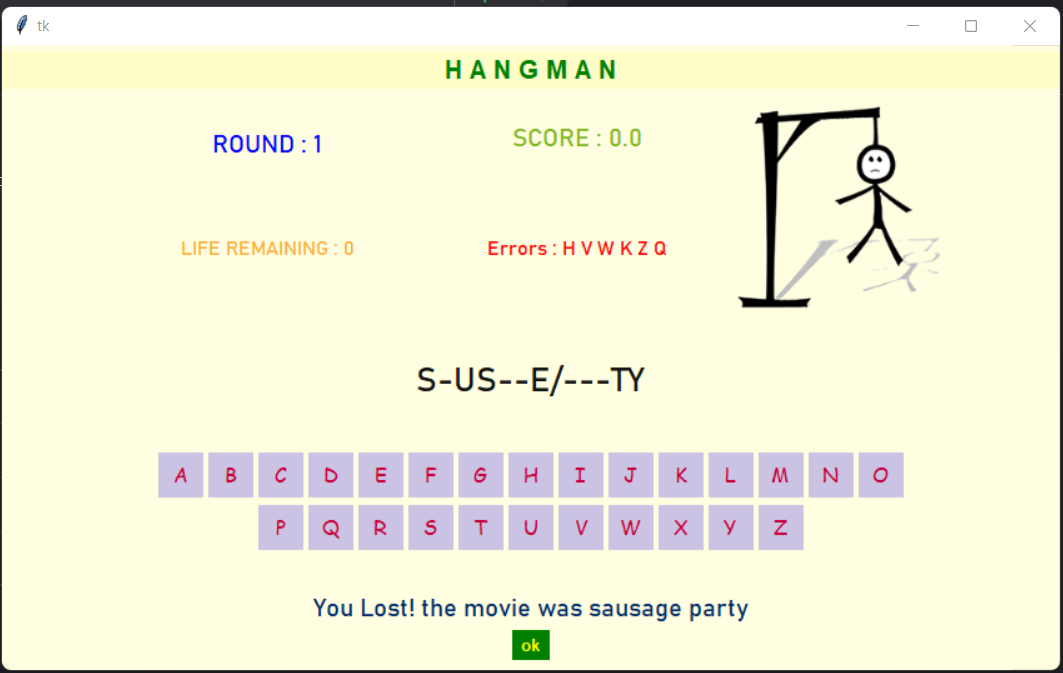 tk
H A N G M A N
ROUND : 1
SCORE : 0.0
LIFE REMAINING : 0
Errors : H V W K Z Q
S-US--E/---TY
A B C D E F G H I J K L M N O
P Q R S T U V W X Y Z
You Lost! the movie was sausage party
ok